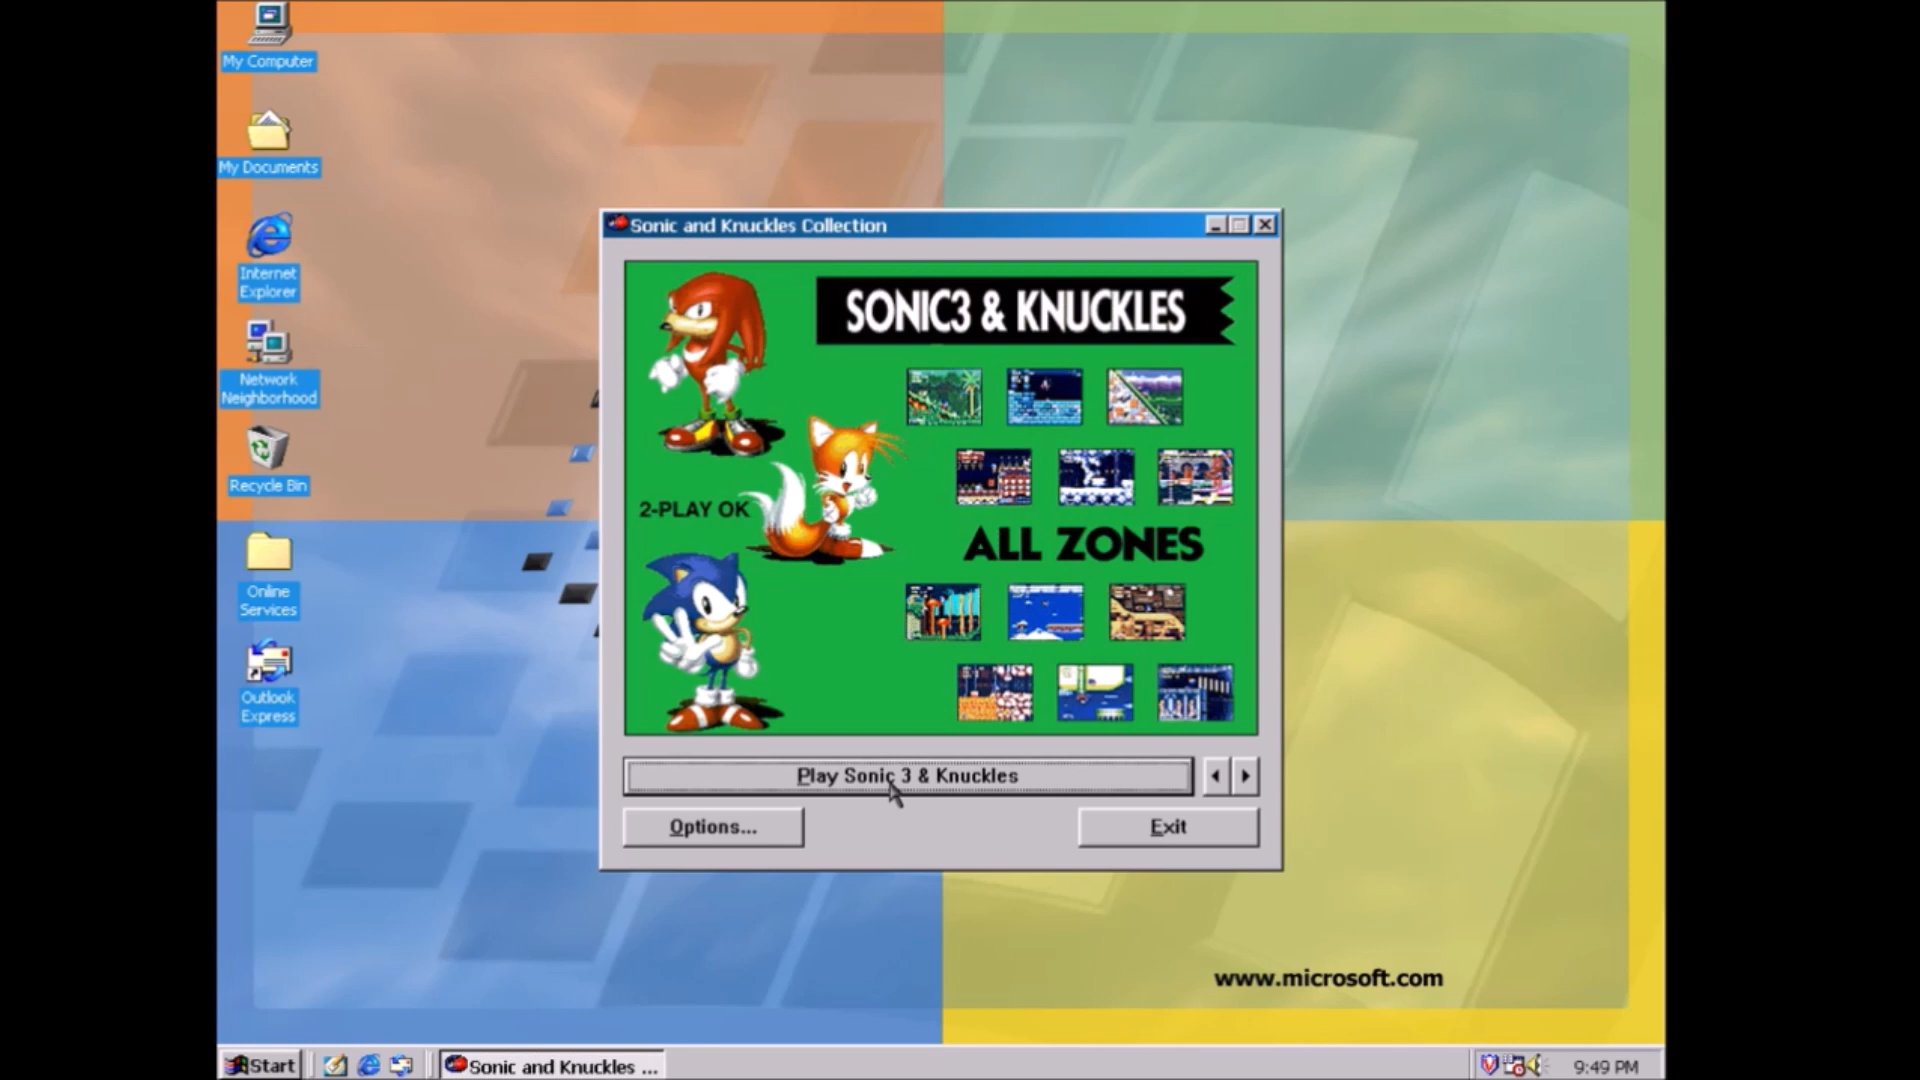 My Computer
My Documents
Internet
Explorer
Network
Neighborhood
Recycle Bin
Online
Services
Outlook
Express
Sonic and Knuckles Collection
SONIC3 & KNUCKLES
2-PLAY OK
ALL ZONES
Play Sonic 3 & Knuckles
Options...
Exit
www.microsoft.com
Start
Sonic and Knuckles ...
9:49 PM